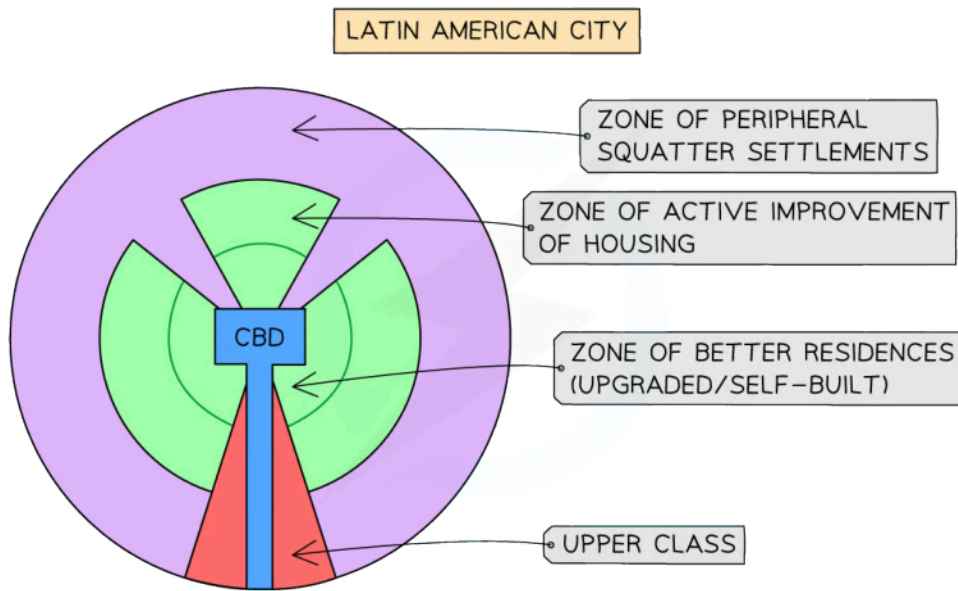 LATIN AMERICAN CITY
ZONE OF PERIPHERAL
SQUATTER SETTLEMENTS
ZONE OF ACTIVE IMPROVEMENT
OF HOUSING
CBD
ZONE OF BETTER RESIDENCES
(UPGRADED/SELF-BUILT)
UPPER CLASS